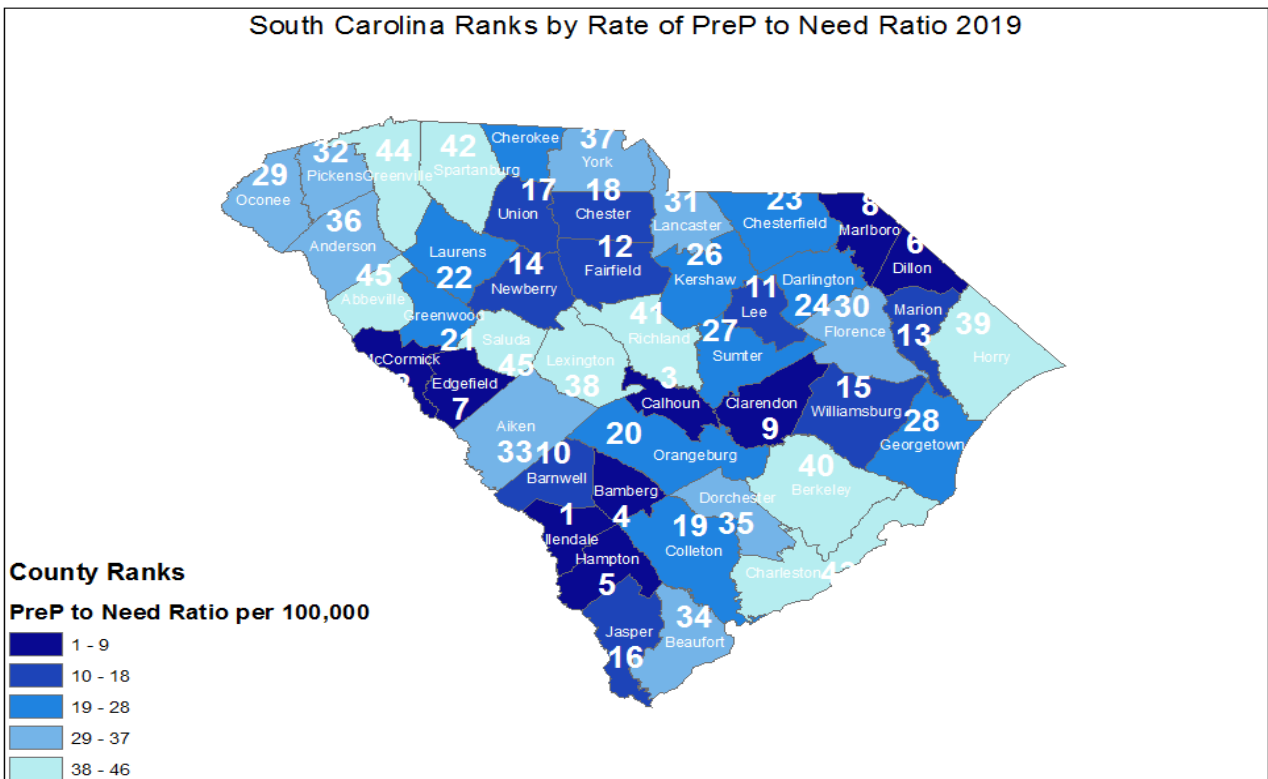 South Carolina Ranks by Rate of PreP to Need Ratio 2019
Cherokee
37
York
42
Spartanburg
44
Greenville
32
Pickens
29
Oconee
17
Union
18
Chester
31
Lancaster
23
Chesterfield
8
Marlboro
6
Dillon
36
Anderson
Laurens
22
14
Newberry
12
Fairfield
26
Kershaw
11
Lee
Darlington
24
30
Florence
Marion
13
39
Horry
45
Abbeville
Greenwood
21
Saluda
45
Lexington
38
41
Richland
3
Calhoun
27
Sumter
Clarendon
9
15
Williamsburg
28
Georgetown
McCormick
Edgefield
7
Aiken
33
10
Barnwell
20
Orangeburg
Bamberg
4
40
Berkeley
Dorchester
35
19
Colleton
Charleston
1
llendale
Hampton
5
Jasper
16
34
Beaufort
County Ranks
PreP to Need Ratio per 100,000
1 - 9
10 - 18
19 - 28
29 - 37
38 - 46